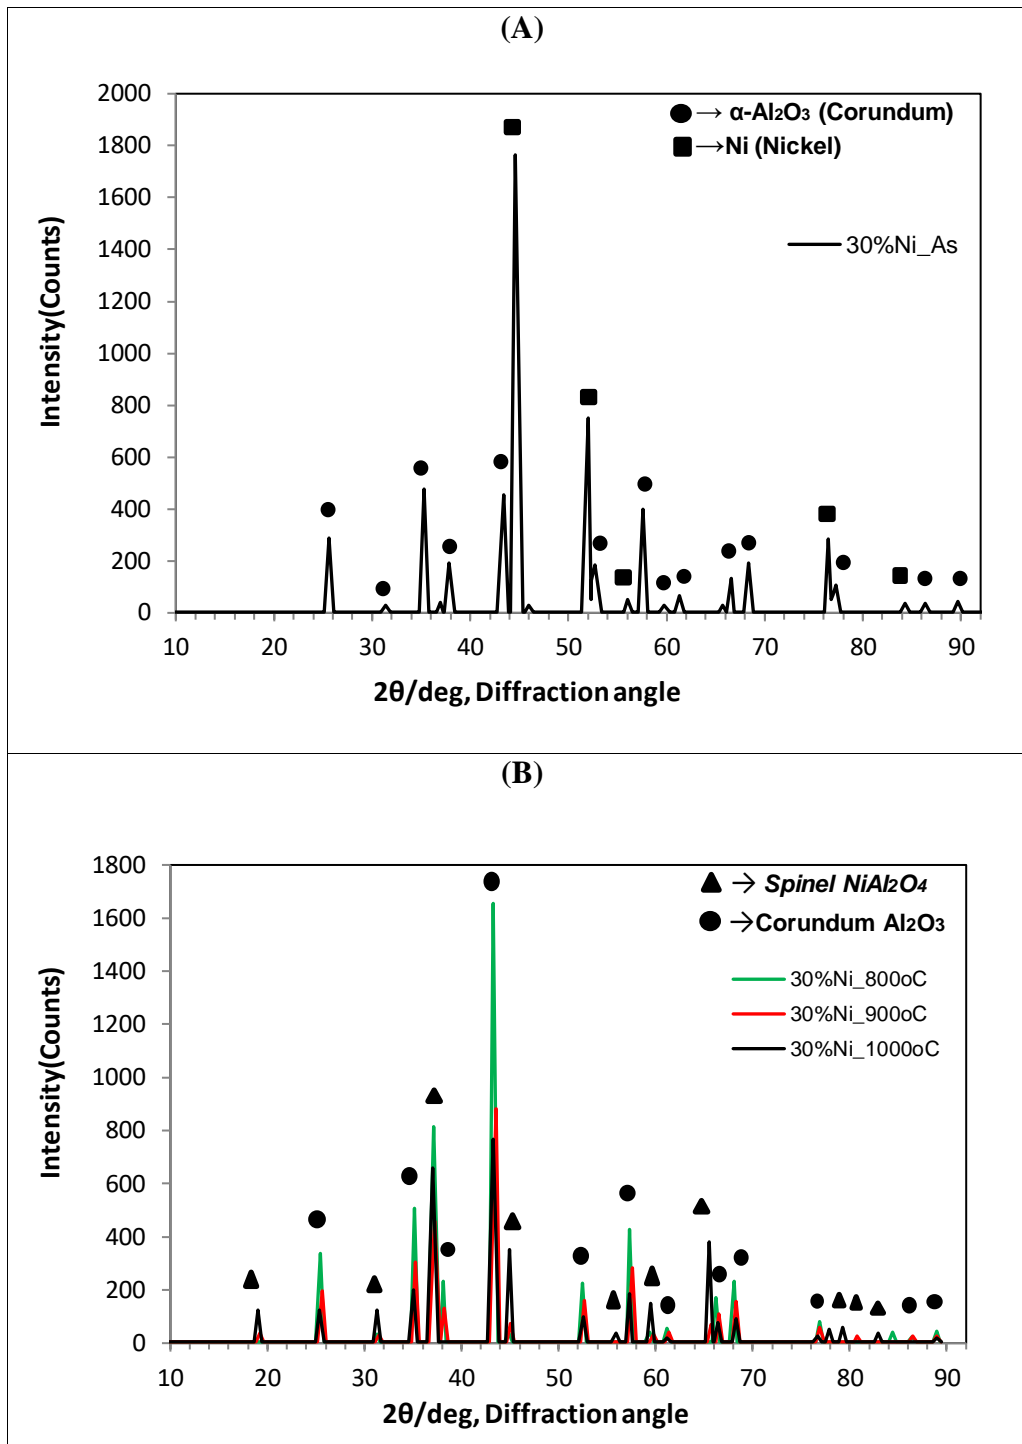 (A)
2000
1800
1600
1400
1200
1000
800
600
400
200
0
Intensity(Counts)
→ α-Al₂O₃ (Corundum)
→Ni (Nickel)
30%Ni_As
10 20 30 40 50 60 70 80 90
2θ/deg, Diffraction angle
(B)
1800
1600
1400
1200
1000
800
600
400
200
0
Intensity(Counts)
→ Spinel NiAl₂O₄
→Corundum Al₂O₃
30%Ni_800oC
30%Ni_900oC
30%Ni_1000oC
10 20 30 40 50 60 70 80 90
2θ/deg, Diffraction angle